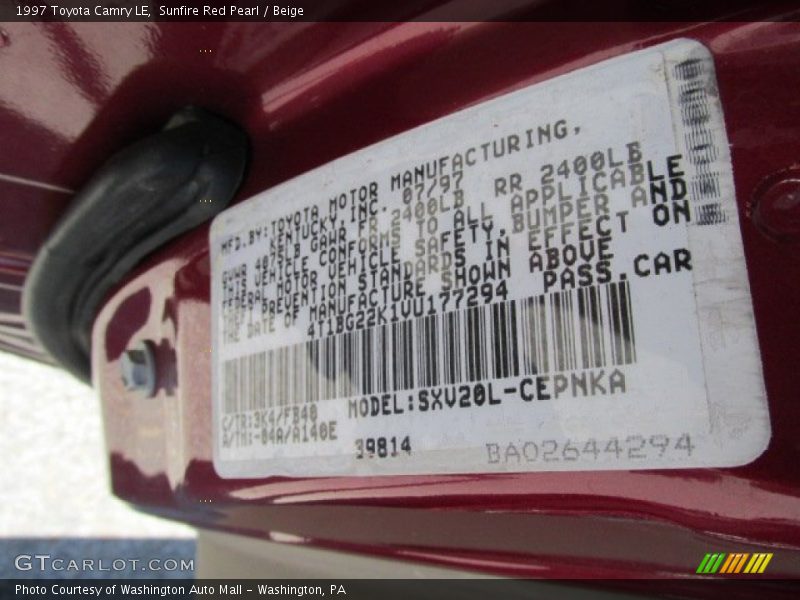 1997 Toyota Camry LE,  Sunfire Red Pearl / Beige
MFD.BY:TOYOTA MOTOR MANUFACTURING,
KENTUCKY,INC. 07/97
GVWR 4075LB GAWR FR 2400LB RR 2400LB
THIS VEHICLE CONFORMS TO ALL APPLICABLE
FEDERAL MOTOR VEHICLE SAFETY,BUMPER AND
THEFT PREVENTION STANDARDS IN EFFECT ON
THE DATE OF MANUFACTURE SHOWN ABOVE
4T1BG22K1VU177294 PASS.CAR
C/TR:3K4/FB40 MODEL:SXV20L-CEPNKA
A/TM:-04A/A140E
39814 BA02644294
GTCARLOT.COM
Photo Courtesy of Washington Auto Mall - Washington, PA